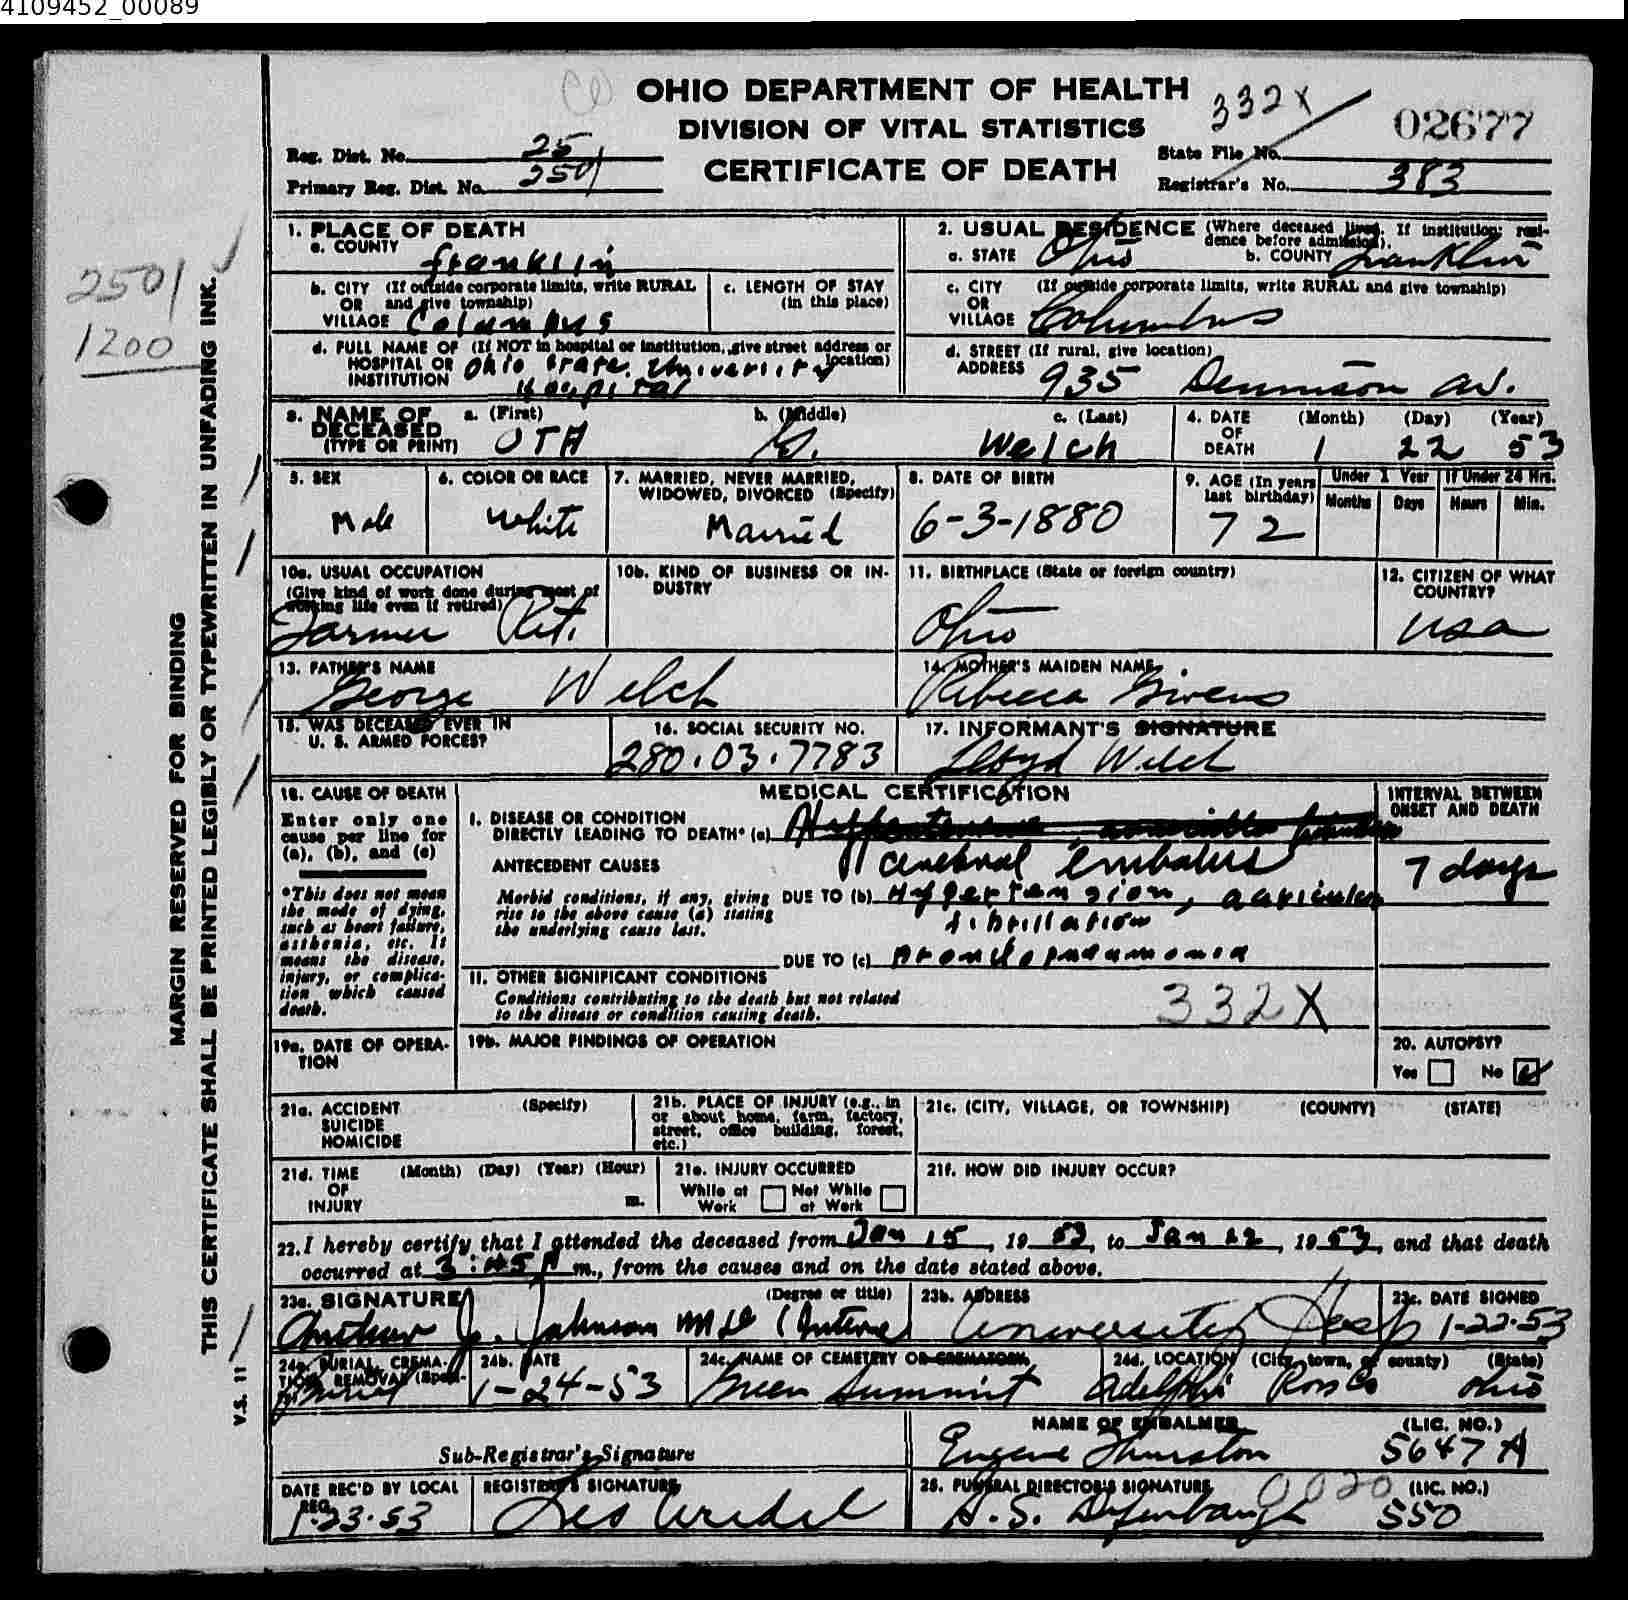 4109452_00089
OHIO DEPARTMENT OF HEALTH
DIVISION OF VITAL STATISTICS
CERTIFICATE OF DEATH
332X
02677
Reg. Dist. No. 25
Primary Reg. Dist. No. 2501
State File No.
Registrar's No. 383
2501
1200
MARGIN RESERVED FOR BINDING
THIS CERTIFICATE SHALL BE PRINTED LEGIBLY OR TYPEWRITTEN IN UNFADING INK.
V.S. 11
1. PLACE OF DEATH
a. COUNTY Franklin
b. CITY (If outside corporate limits, write RURAL
OR and give township)
VILLAGE Columbus
c. LENGTH OF STAY
(in this place)
d. FULL NAME OF (If NOT in hospital or institution, give street address or
HOSPITAL OR location)
INSTITUTION Ohio State University
Hospital
2. USUAL RESIDENCE (Where deceased lived. If institution: resi-
dence before admission).
a. STATE Ohio b. COUNTY Franklin
c. CITY (If outside corporate limits, write RURAL and give township)
OR
VILLAGE Columbus
d. STREET (If rural, give location)
ADDRESS 935 Dennison av.
3. NAME OF a. (First) b. (Middle) c. (Last)
DECEASED
(TYPE OR PRINT) OTA G. Welch
4. DATE (Month) (Day) (Year)
OF
DEATH 1 22 53
5. SEX
Male
6. COLOR OR RACE
White
7. MARRIED, NEVER MARRIED,
WIDOWED, DIVORCED (Specify)
Married
8. DATE OF BIRTH
6-3-1880
9. AGE (In years
last birthday)
72
Under 1 Year
Months Days
If Under 24 Hrs.
Hours Min.
10a. USUAL OCCUPATION
(Give kind of work done during most of
working life even if retired)
Farmer Ret.
10b. KIND OF BUSINESS OR IN-
DUSTRY
11. BIRTHPLACE (State or foreign country)
Ohio
12. CITIZEN OF WHAT
COUNTRY?
USA
13. FATHER'S NAME
George Welch
14. MOTHER'S MAIDEN NAME
Rebecca Givens
15. WAS DECEASED EVER IN
U. S. ARMED FORCES?
16. SOCIAL SECURITY NO.
280.03.7783
17. INFORMANT'S SIGNATURE
Lloyd Welch
18. CAUSE OF DEATH
Enter only one
cause per line for
(a), (b), and (c)
*This does not mean
the mode of dying,
such as heart failure,
asthenia, etc. It
means the disease,
injury, or complica-
tion which caused
death.
MEDICAL CERTIFICATION
I. DISEASE OR CONDITION
DIRECTLY LEADING TO DEATH* (a)
cerebral embolus
ANTECEDENT CAUSES
Morbid conditions, if any, giving
rise to the above cause (a) stating
the underlying cause last.
DUE TO (b) Hypertension, auricular
fibrillation
DUE TO (c) Bronchopneumonia
II. OTHER SIGNIFICANT CONDITIONS
Conditions contributing to the death but not related
to the disease or condition causing death.
332X
INTERVAL BETWEEN
ONSET AND DEATH
7 days
19a. DATE OF OPERA-
TION
19b. MAJOR FINDINGS OF OPERATION
20. AUTOPSY?
Yes No
21a. ACCIDENT (Specify)
SUICIDE
HOMICIDE
21b. PLACE OF INJURY (e.g., in
or about home, farm, factory,
street, office building, forest,
etc.)
21c. (CITY, VILLAGE, OR TOWNSHIP) (COUNTY) (STATE)
21d. TIME (Month) (Day) (Year) (Hour)
OF
INJURY m.
21e. INJURY OCCURRED
While at Not While
Work at Work
21f. HOW DID INJURY OCCUR?
22. I hereby certify that I attended the deceased from Jan 15, 19 53, to Jan 22, 19 53, and that death
occurred at 3:45 P m., from the causes and on the date stated above.
23a. SIGNATURE (Degree or title)
Arthur J. Johnson MD (Intern)
23b. ADDRESS
University Hosp
23c. DATE SIGNED
1-22-53
24a. BURIAL, CREMA-
TION, REMOVAL (Spec-
ify) Burial
24b. DATE
1-24-53
24c. NAME OF CEMETERY OR CREMATORY
Green Summit
24d. LOCATION (City, town, or county) (State)
Adelphi Ross Co Ohio
Sub-Registrar's Signature
NAME OF EMBALMER (LIC. NO.)
Eugene Thurston 5647 A
DATE REC'D BY LOCAL
REG.
1-23-53
REGISTRAR'S SIGNATURE
25. FUNERAL DIRECTOR'S SIGNATURE (LIC. NO.)
0020
H. S. Defenbaugh 550